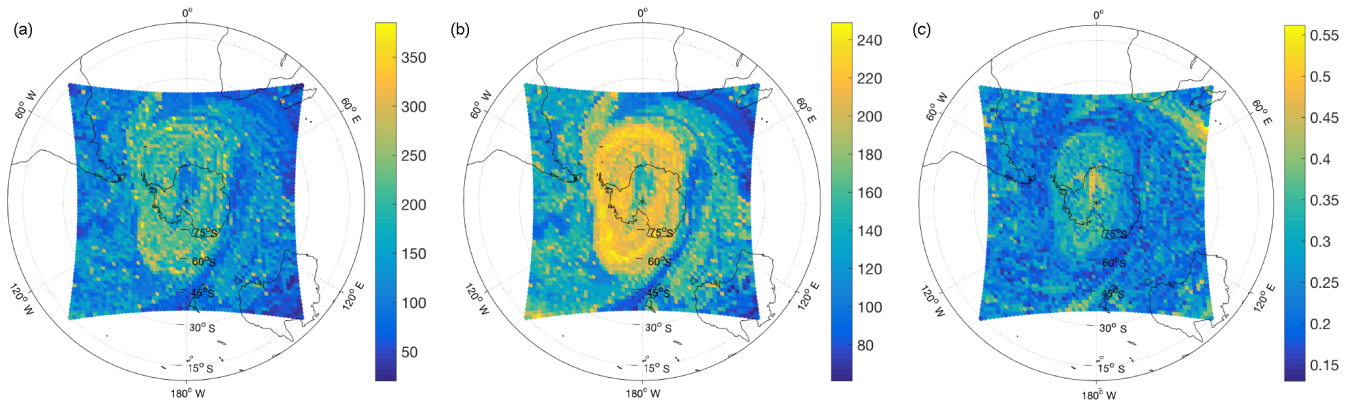 (a)
0°
60° W
60° E
120° W
120° E
75°S
60°S
45°S
30° S
15° S
180° W
350
300
250
200
150
100
50
(b)
0°
60° W
60° E
120° W
120° E
75°S
60°S
45°S
30° S
15° S
180° W
240
220
200
180
160
140
120
100
80
(c)
0°
60° W
60° E
120° W
120° E
75°S
60°S
45°S
30° S
15° S
180° W
0.55
0.5
0.45
0.4
0.35
0.3
0.25
0.2
0.15